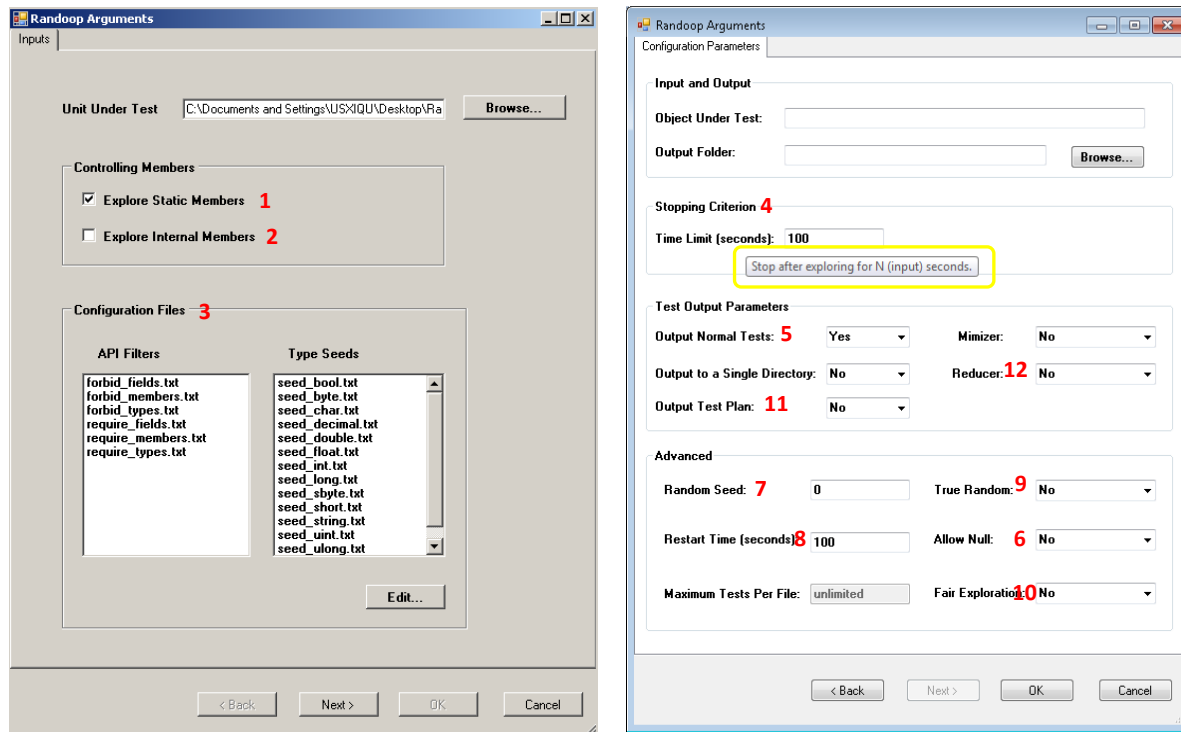 Randoop Arguments
Inputs
Unit Under Test C:\Documents and Settings\USXIQU\Desktop\Ra Browse...
Controlling Members
Explore Static Members 1
Explore Internal Members 2
Configuration Files 3
API Filters Type Seeds
forbid_fields.txt seed_bool.txt
forbid_members.txt seed_byte.txt
forbid_types.txt seed_char.txt
require_fields.txt seed_decimal.txt
require_members.txt seed_double.txt
require_types.txt seed_float.txt
seed_int.txt
seed_long.txt
seed_sbyte.txt
seed_short.txt
seed_string.txt
seed_uint.txt
seed_ulong.txt
Edit...
< Back Next > OK Cancel
Randoop Arguments
Configuration Parameters
Input and Output
Object Under Test:
Output Folder: Browse...
Stopping Criterion 4
Time Limit (seconds): 100
Stop after exploring for N (input) seconds.
Test Output Parameters
Output Normal Tests: 5 Yes Mimizer: No
Output to a Single Directory: No Reducer: 12 No
Output Test Plan: 11 No
Advanced
Random Seed: 7 0 True Random: 9 No
Restart Time (seconds) 8 100 Allow Null: 6 No
Maximum Tests Per File: unlimited Fair Exploration: 10 No
< Back Next > OK Cancel